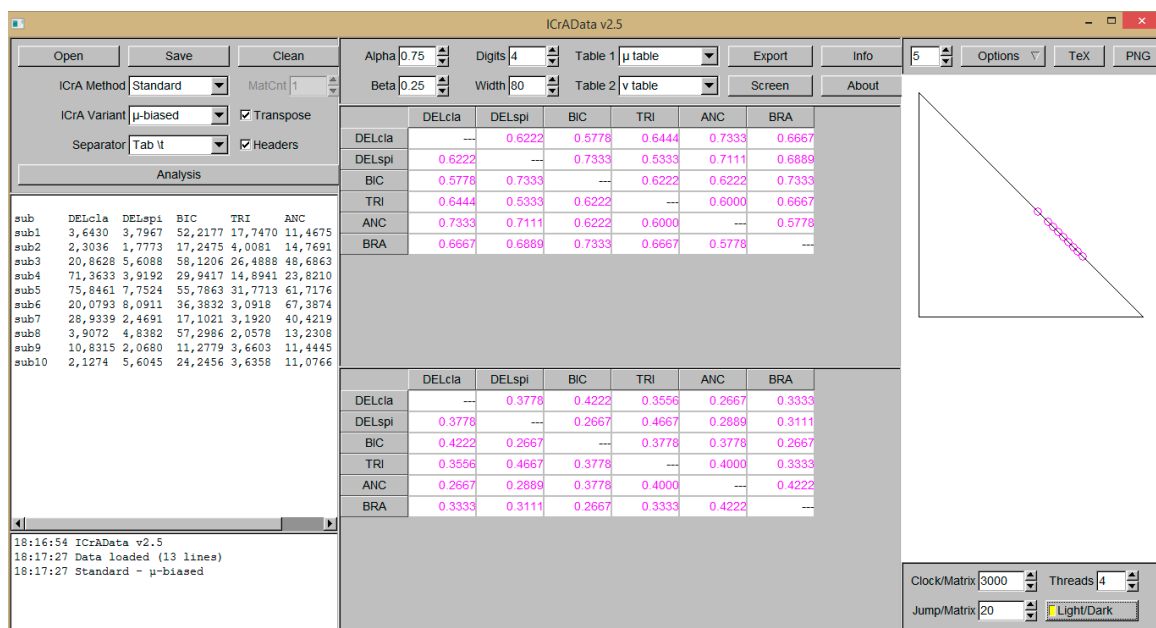 ICrAData v2.5
Open Save Clean
ICrA Method Standard MatCnt 1
ICrA Variant µ-biased Transpose
Separator Tab \t Headers
Analysis
sub DELcla DELspi BIC TRI ANC
sub1 3,6430 3,7967 52,2177 17,7470 11,4675
sub2 2,3036 1,7773 17,2475 4,0081 14,7691
sub3 20,8628 5,6088 58,1206 26,4888 48,6863
sub4 71,3633 3,9192 29,9417 14,8941 23,8210
sub5 75,8461 7,7524 55,7863 31,7713 61,7176
sub6 20,0793 8,0911 36,3832 3,0918 67,3874
sub7 28,9339 2,4691 17,1021 3,1920 40,4219
sub8 3,9072 4,8382 57,2986 2,0578 13,2308
sub9 10,8315 2,0680 11,2779 3,6603 11,4445
sub10 2,1274 5,6045 24,2456 3,6358 11,0766
18:16:54 ICrAData v2.5
18:17:27 Data loaded (13 lines)
18:17:27 Standard - µ-biased
Alpha 0.75 Digits 4 Table 1 µ table Export Info
Beta 0.25 Width 80 Table 2 ν table Screen About
DELcla DELspi BIC TRI ANC BRA
DELcla --- 0.6222 0.5778 0.6444 0.7333 0.6667
DELspi 0.6222 --- 0.7333 0.5333 0.7111 0.6889
BIC 0.5778 0.7333 --- 0.6222 0.6222 0.7333
TRI 0.6444 0.5333 0.6222 --- 0.6000 0.6667
ANC 0.7333 0.7111 0.6222 0.6000 --- 0.5778
BRA 0.6667 0.6889 0.7333 0.6667 0.5778 ---
DELcla DELspi BIC TRI ANC BRA
DELcla --- 0.3778 0.4222 0.3556 0.2667 0.3333
DELspi 0.3778 --- 0.2667 0.4667 0.2889 0.3111
BIC 0.4222 0.2667 --- 0.3778 0.3778 0.2667
TRI 0.3556 0.4667 0.3778 --- 0.4000 0.3333
ANC 0.2667 0.2889 0.3778 0.4000 --- 0.4222
BRA 0.3333 0.3111 0.2667 0.3333 0.4222 ---
5 Options TeX PNG
Clock/Matrix 3000 Threads 4
Jump/Matrix 20 Light/Dark